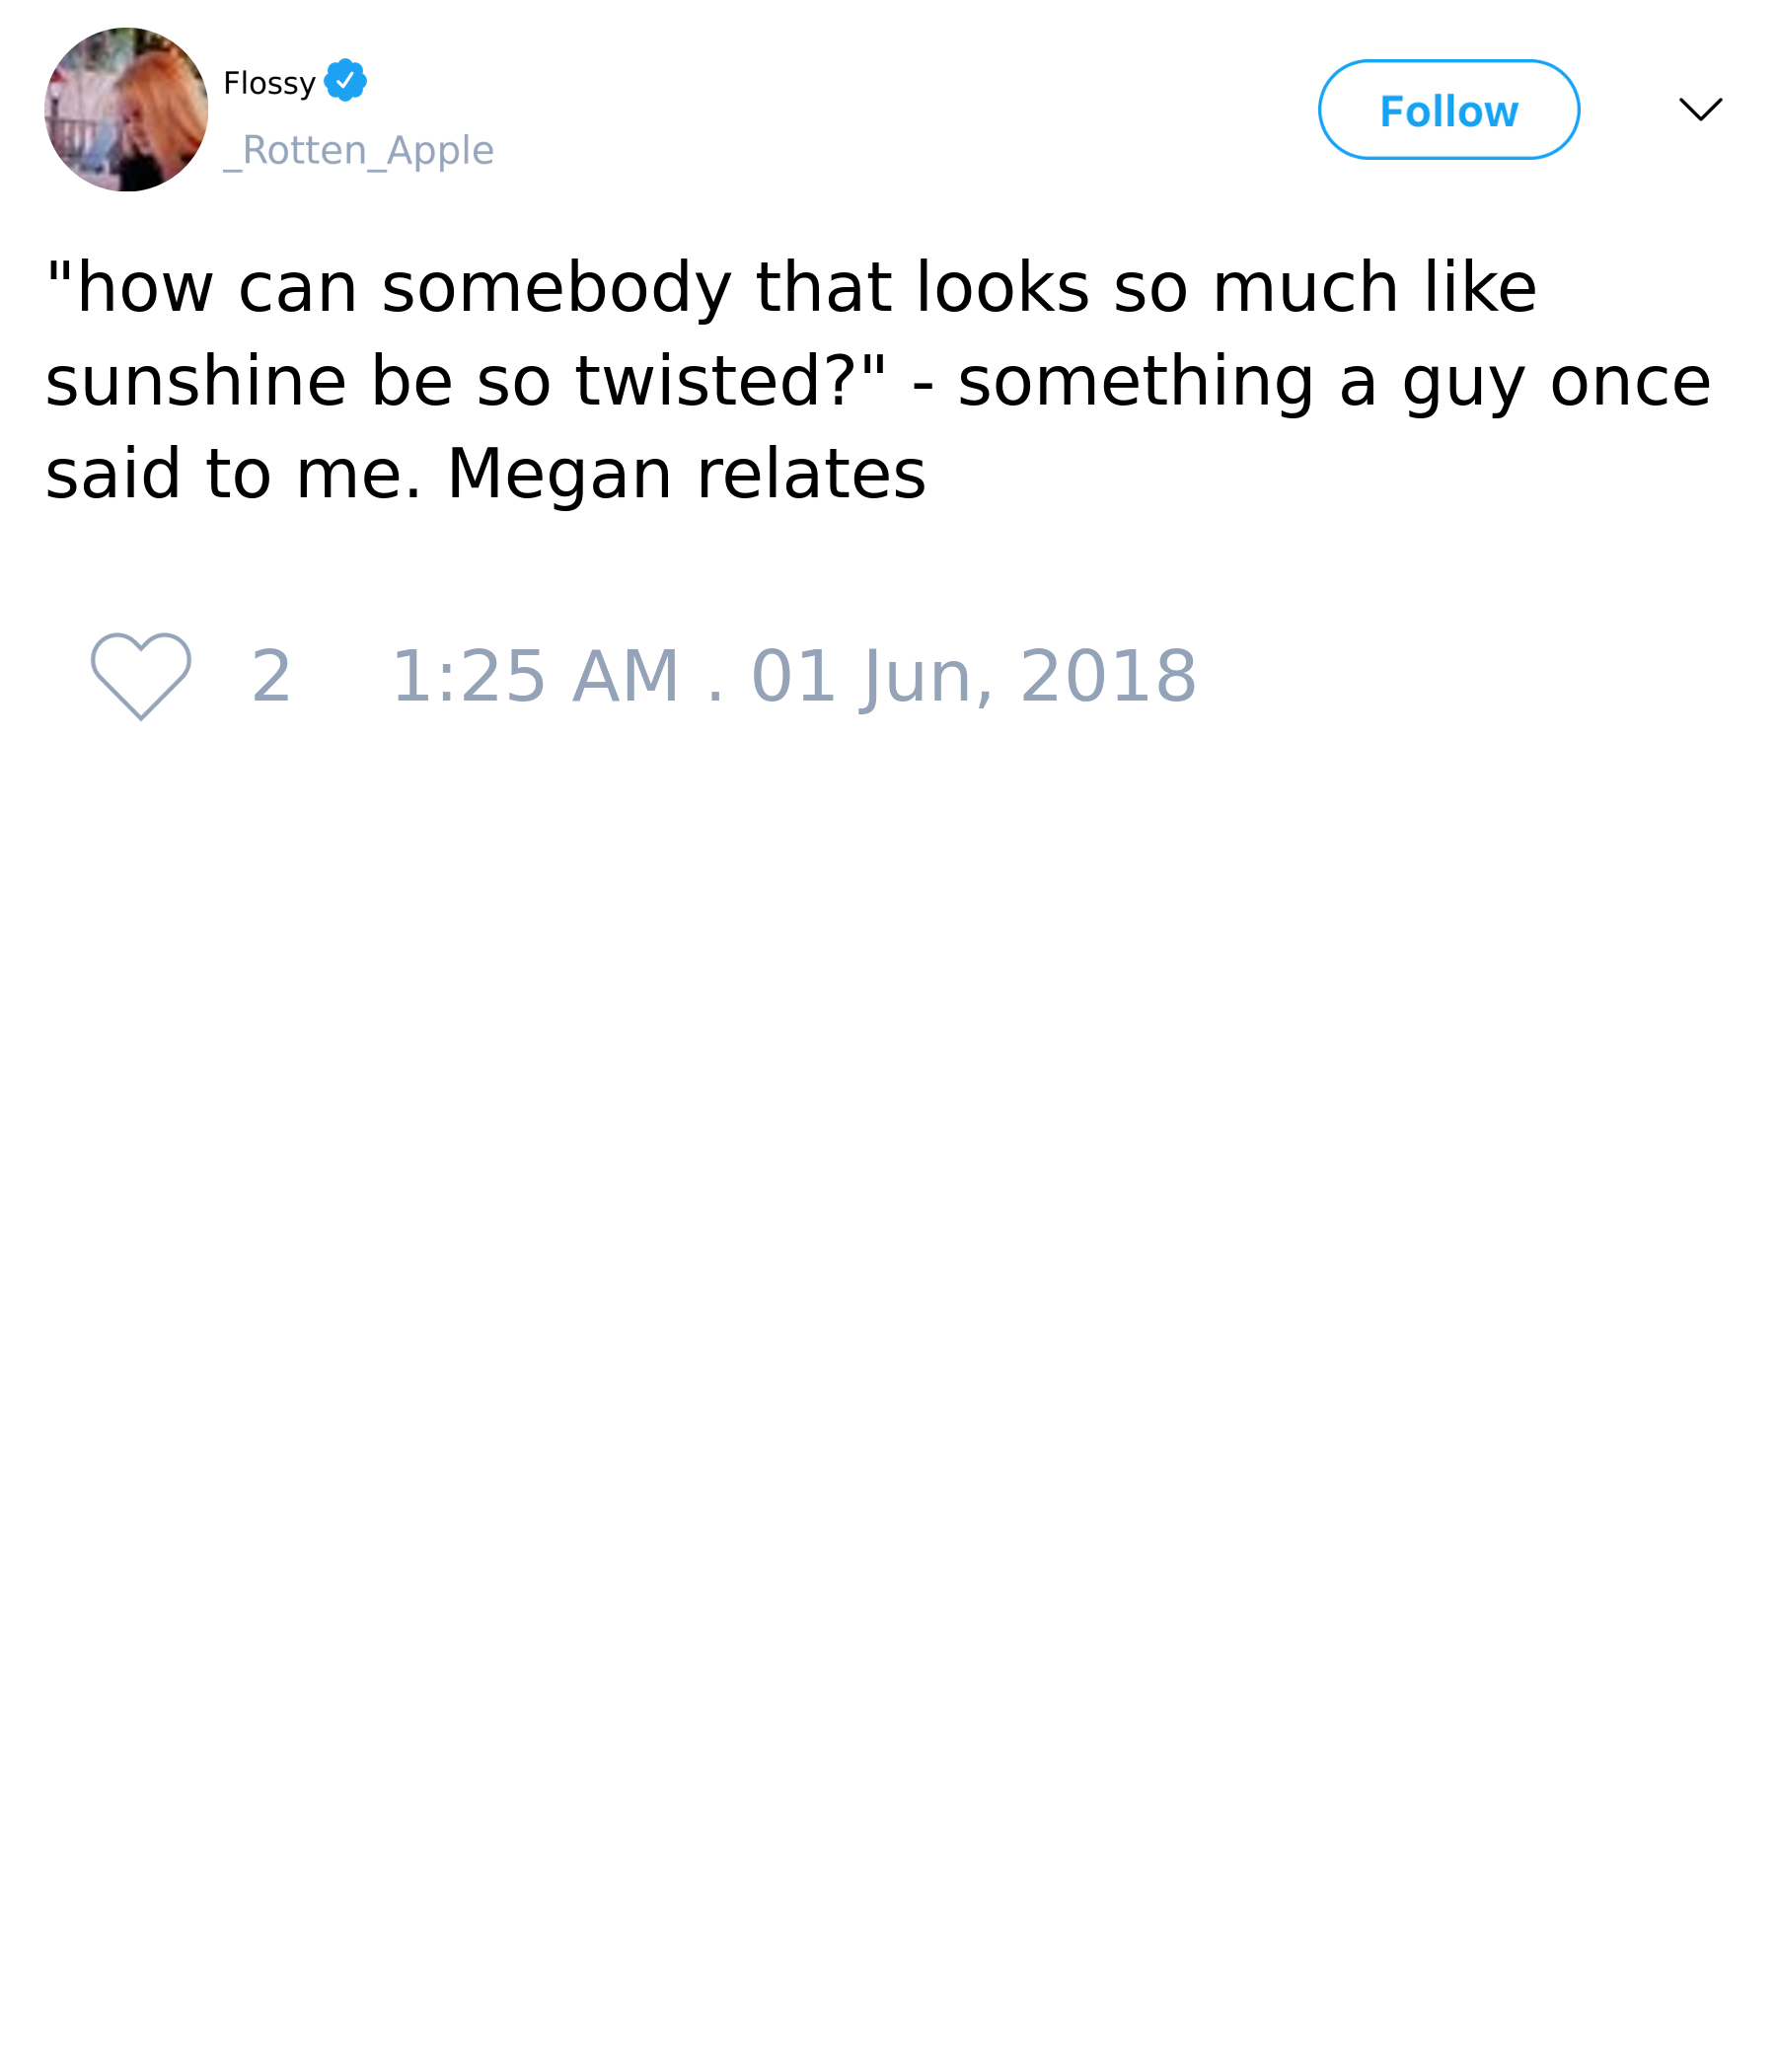 Flossy
_Rotten_Apple
Follow
"how can somebody that looks so much like
sunshine be so twisted?" - something a guy once
said to me. Megan relates
2 1:25 AM . 01 Jun, 2018